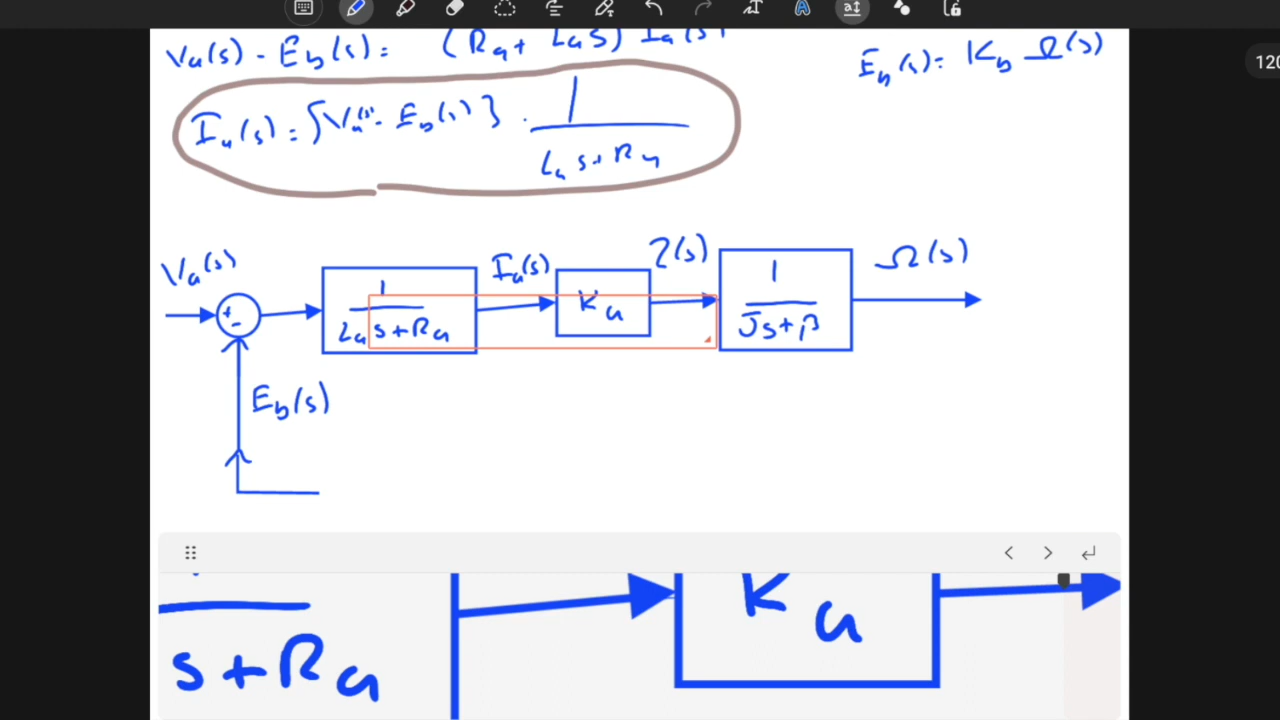 Va(s) - Eb(s) = (Ra + Las) Ia(s)
Eb(s) = Kb Ω(s)
Ia(s) = {Va(s) - Eb(s)} . 1
Las + Ra
Va(s)
+
-
1
Las+Ra
Ia(s)
Ka
τ(s)
1
Js+β
Ω(s)
Eb(s)
120
s+Ra
Ka